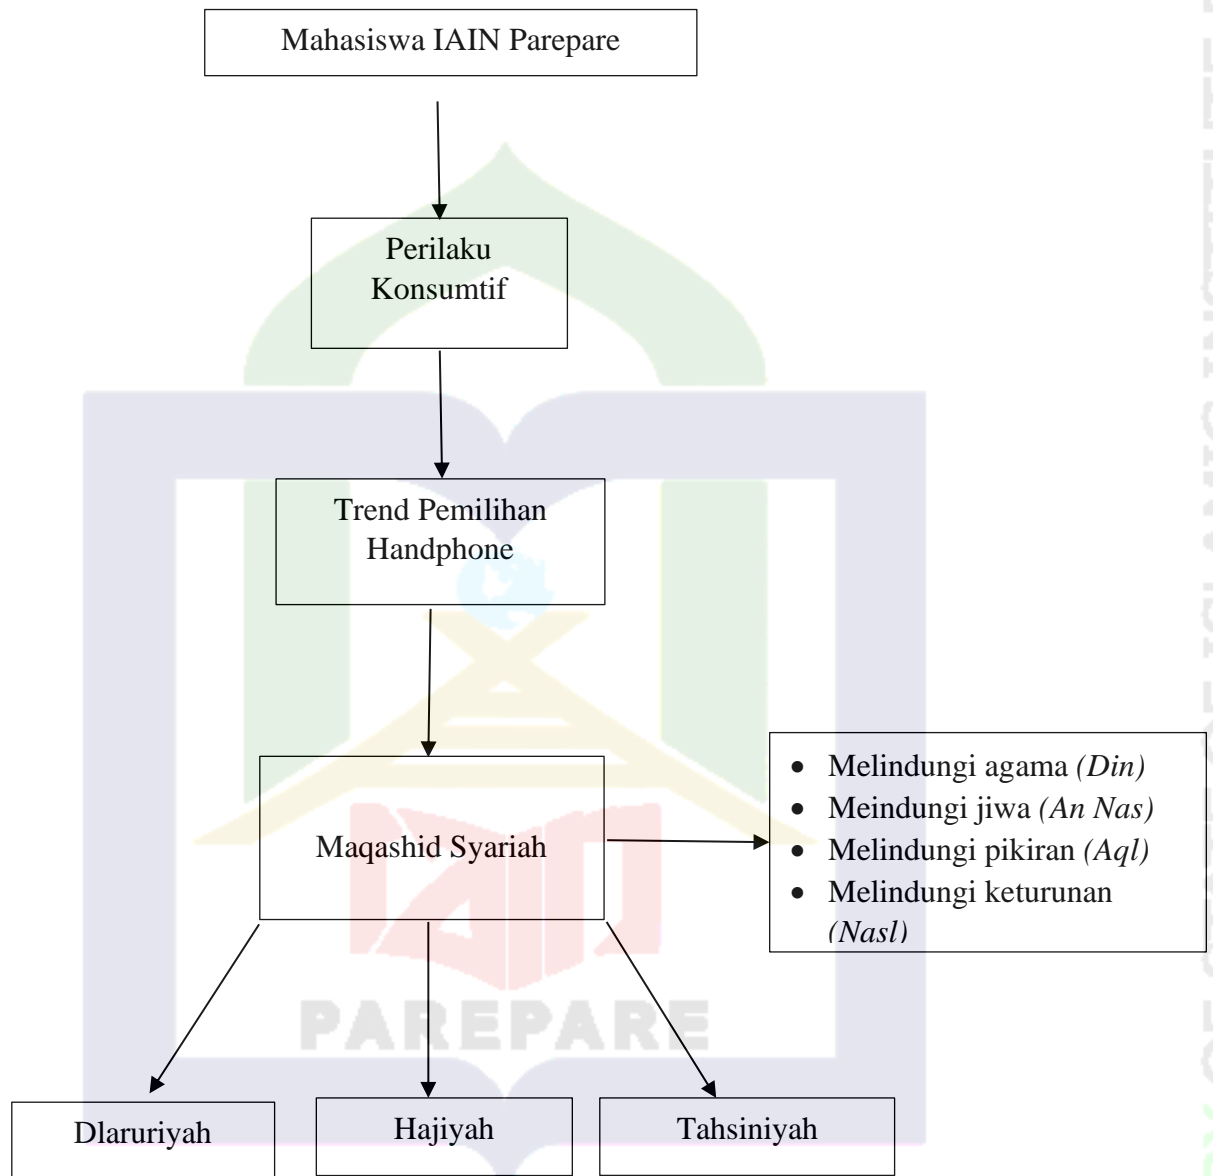 Mahasiswa IAIN Parepare
Perilaku
Konsumtif
Trend Pemilihan
Handphone
Maqashid Syariah
• Melindungi agama (Din)
• Meindungi jiwa (An Nas)
• Melindungi pikiran (Aql)
• Melindungi keturunan
(Nasl)
PAREPARE
Dlaruriyah
Hajiyah
Tahsiniyah